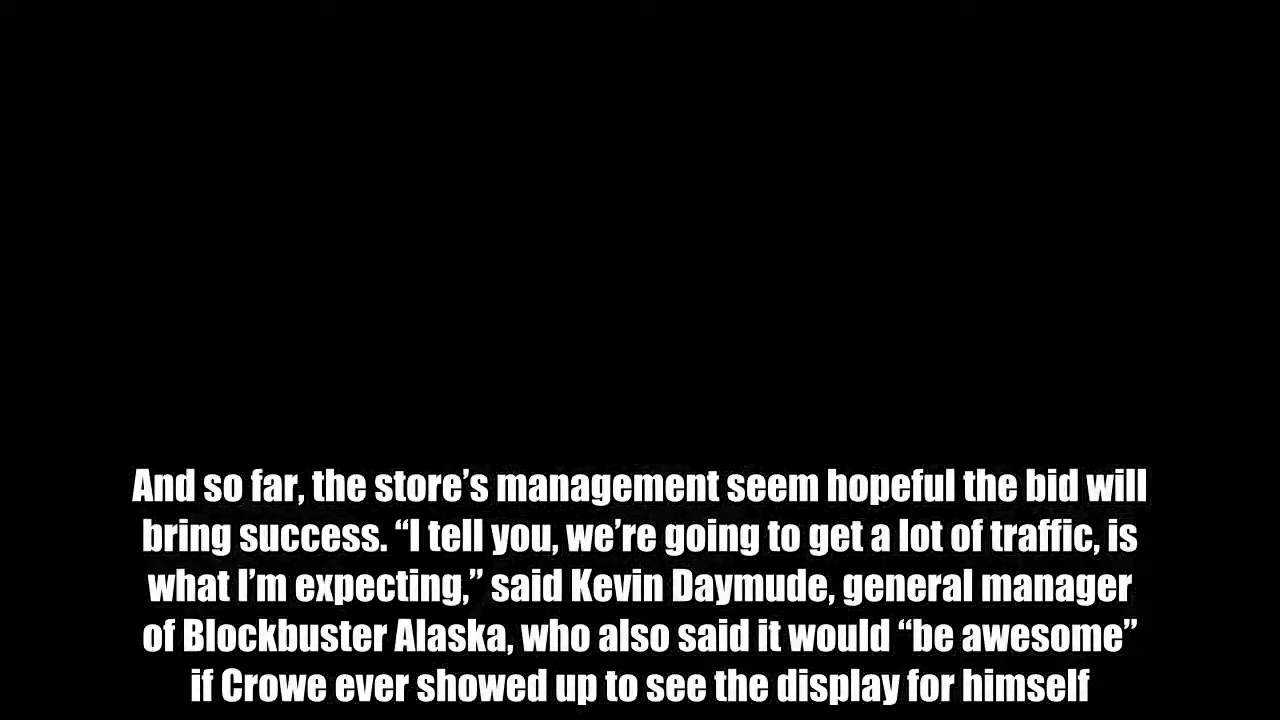 And so far, the store’s management seem hopeful the bid will
bring success. “I tell you, we’re going to get a lot of traffic, is
what I’m expecting,” said Kevin Daymude, general manager
of Blockbuster Alaska, who also said it would “be awesome”
if Crowe ever showed up to see the display for himself